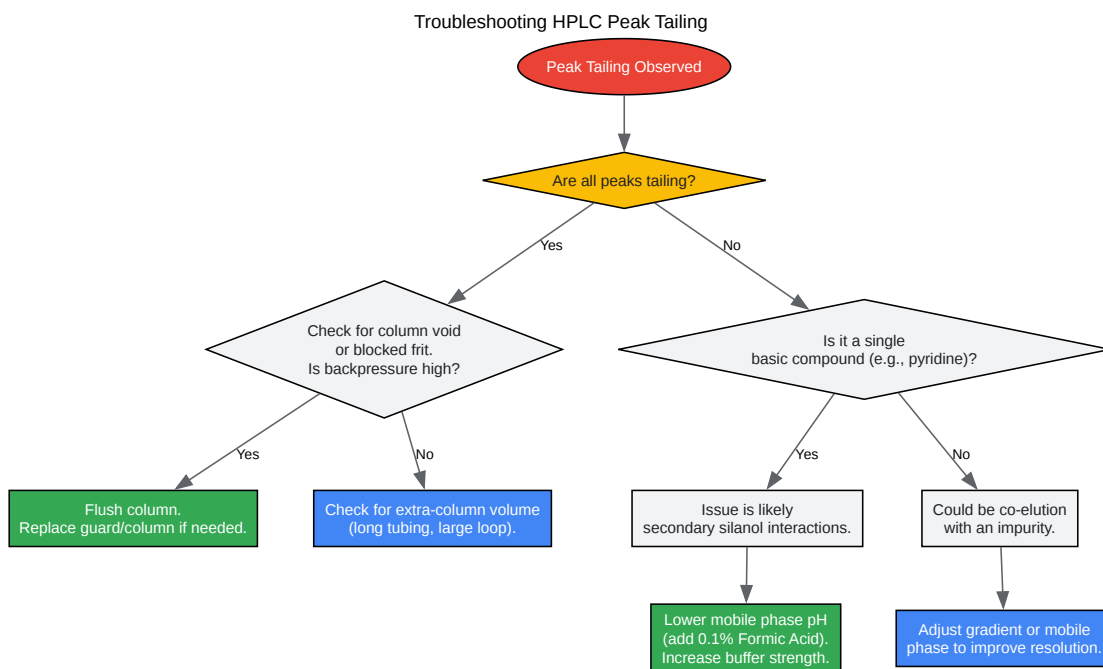 Troubleshooting HPLC Peak Tailing
Peak Tailing Observed
Are all peaks tailing?
Yes
No
Check for column void
or blocked frit.
Is backpressure high?
Is it a single
basic compound (e.g., pyridine)?
Yes
No
Yes
No
Flush column.
Replace guard/column if needed.
Check for extra-column volume
(long tubing, large loop).
Issue is likely
secondary silanol interactions.
Could be co-elution
with an impurity.
Lower mobile phase pH
(add 0.1% Formic Acid).
Increase buffer strength.
Adjust gradient or mobile
phase to improve resolution.